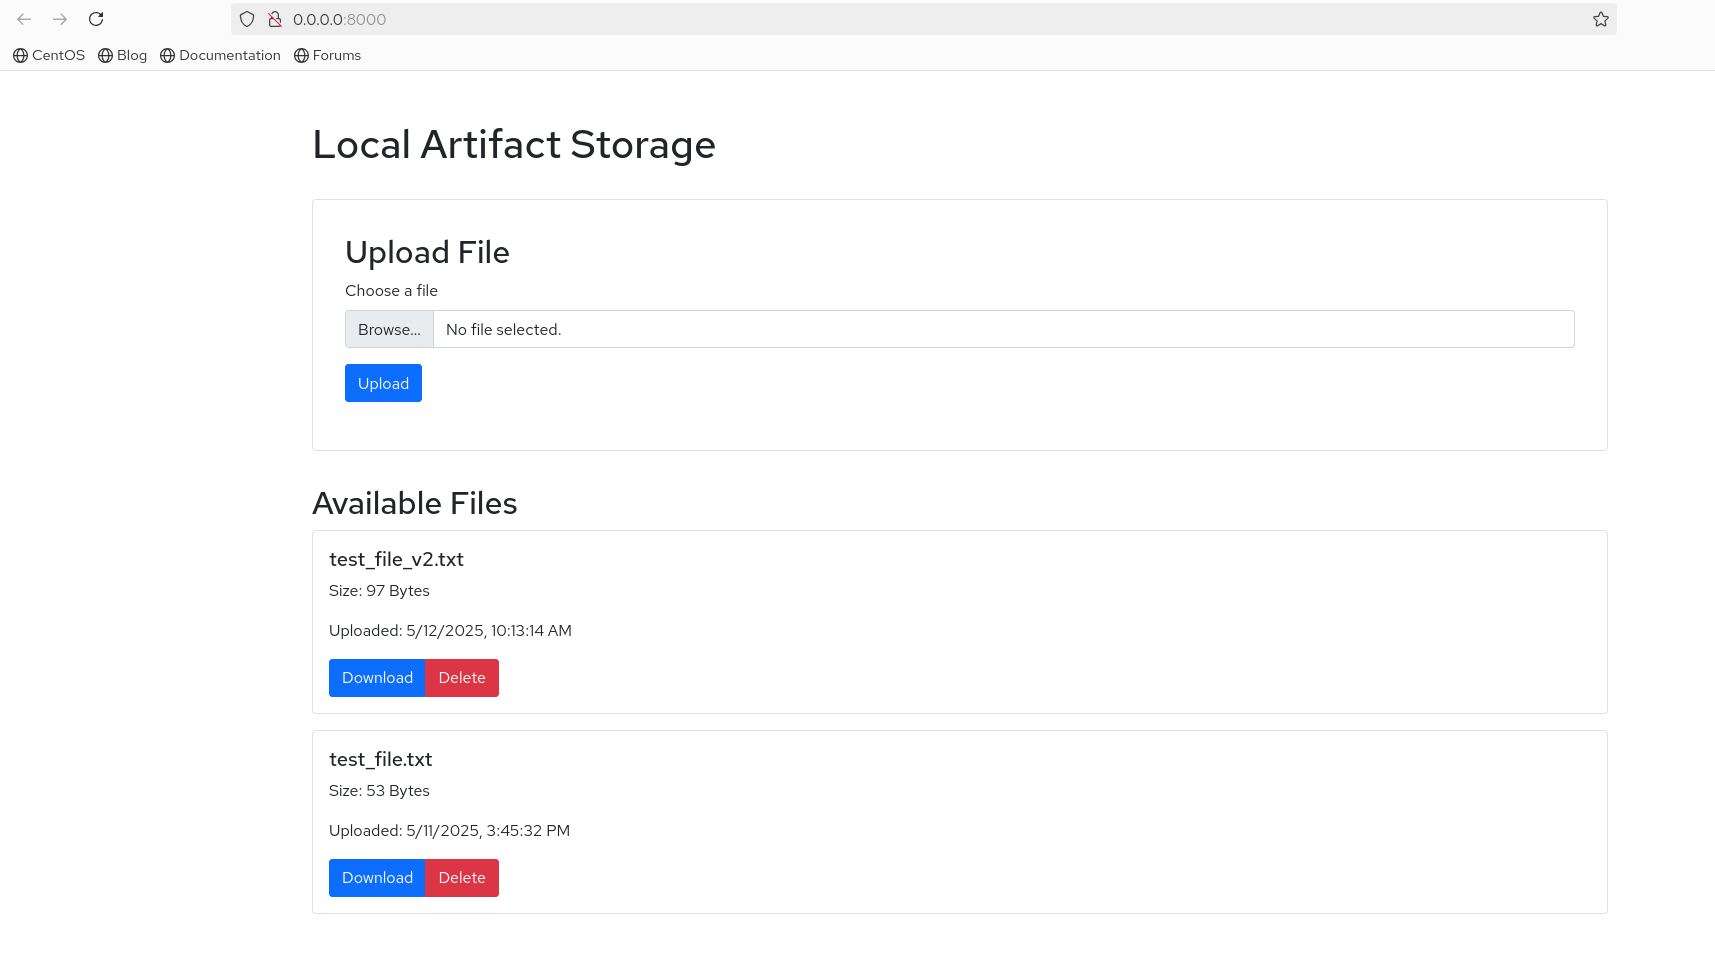 0.0.0.0:8000
CentOS Blog Documentation Forums
Local Artifact Storage
Upload File
Choose a file
Browse... No file selected.
Upload
Available Files
test_file_v2.txt
Size: 97 Bytes
Uploaded: 5/12/2025, 10:13:14 AM
Download Delete
test_file.txt
Size: 53 Bytes
Uploaded: 5/11/2025, 3:45:32 PM
Download Delete